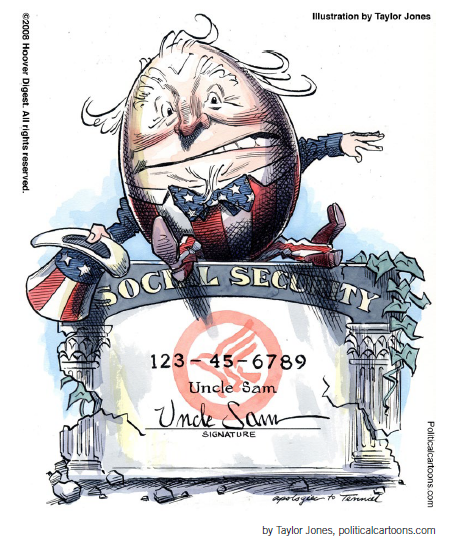 Illustration by Taylor Jones
©2008 Hoover Digest. All rights reserved.
SOCIAL SECURITY
123-45-6789
Uncle Sam
Uncle Sam
SIGNATURE
apologies to Tenniel
Politicalcartoons.com
by Taylor Jones, politicalcartoons.com